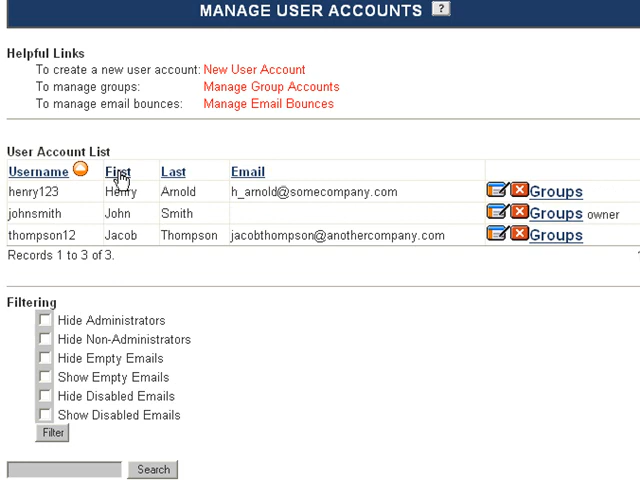 MANAGE USER ACCOUNTS ?
Helpful Links
To create a new user account: New User Account
To manage groups: Manage Group Accounts
To manage email bounces: Manage Email Bounces
User Account List
Username First Last Email
henry123 Henry Arnold h_arnold@somecompany.com Groups
johnsmith John Smith Groups owner
thompson12 Jacob Thompson jacobthompson@anothercompany.com Groups
Records 1 to 3 of 3.
Filtering
Hide Administrators
Hide Non-Administrators
Hide Empty Emails
Show Empty Emails
Hide Disabled Emails
Show Disabled Emails
Filter
Search